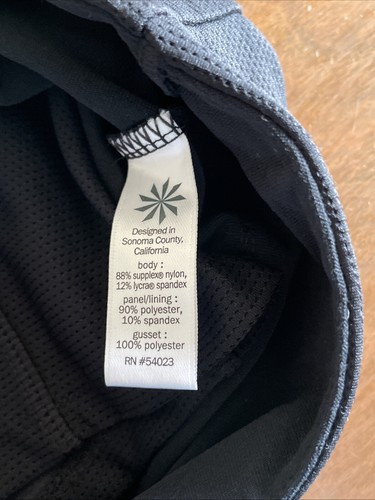 Designed in
Sonoma County,
California
body :
88% supplex® nylon,
12% lycra® spandex
panel/lining :
90% polyester,
10% spandex
gusset :
100% polyester
RN #54023